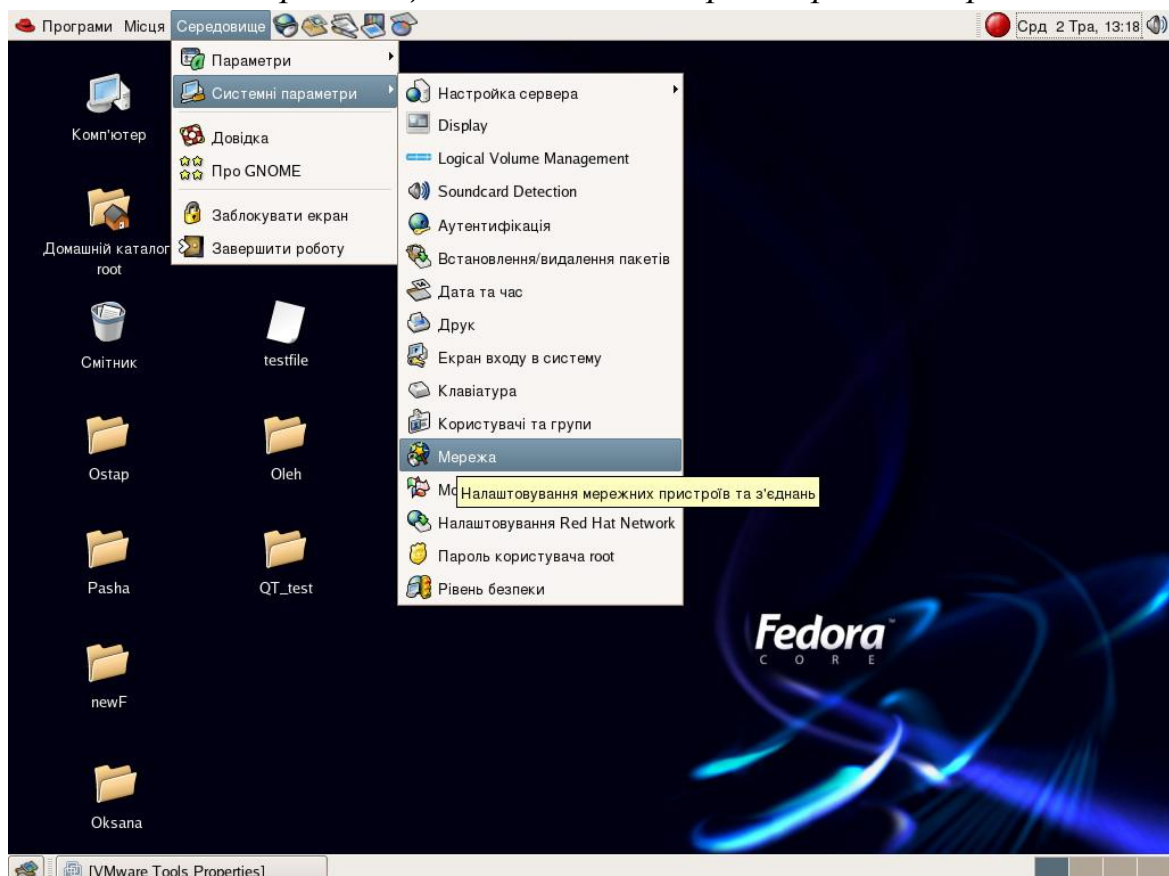 Програми Місця Середовище Срд 2 Тра, 13:18
Параметри
Системні параметри
Довідка
Про GNOME
Заблокувати екран
Завершити роботу
Настройка сервера
Display
Logical Volume Management
Soundcard Detection
Аутентифікація
Встановлення/видалення пакетів
Дата та час
Друк
Екран входу в систему
Клавіатура
Користувачі та групи
Мережа
Налаштовування мережних пристроїв та з'єднань
Налаштовування Red Hat Network
Пароль користувача root
Рівень безпеки
Комп'ютер
Домашній каталог
root
Смітник
testfile
Ostap
Oleh
Pasha
QT_test
newF
Oksana
Fedora
CORE
[VMware Tools Properties]